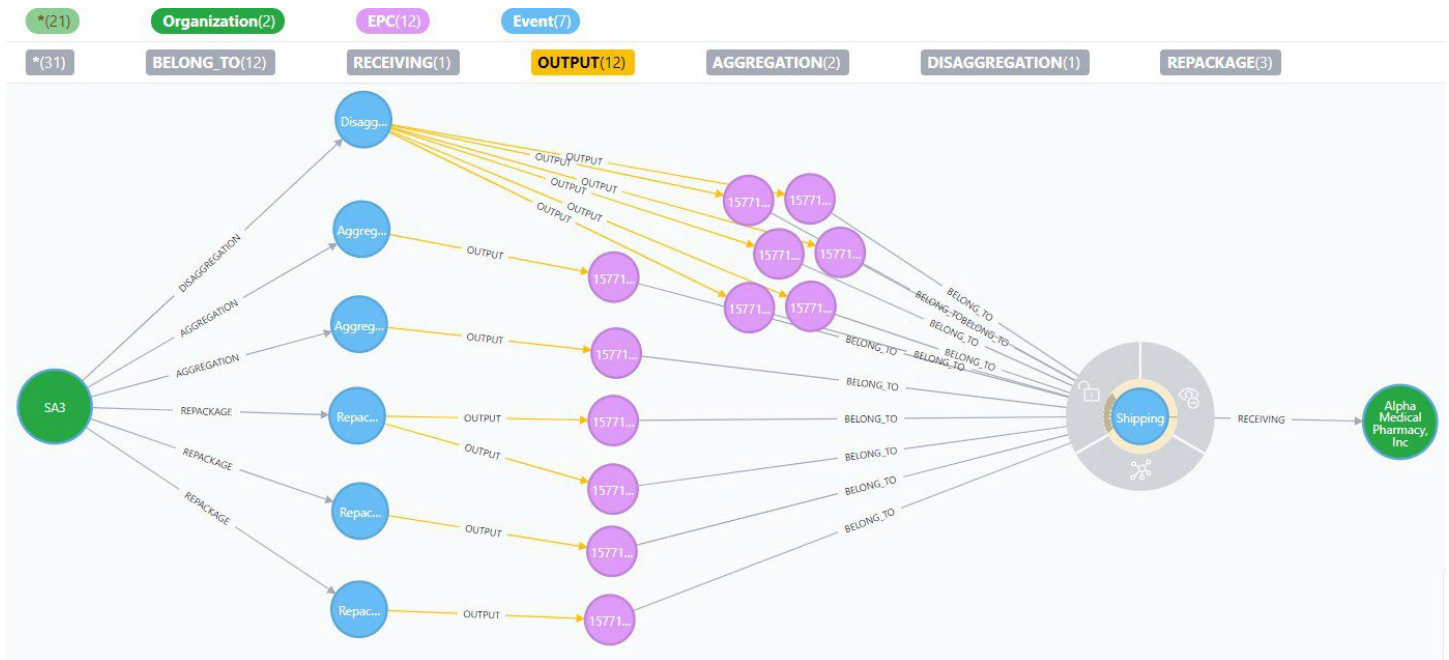 *(21) Organization(2) EPC(12) Event(7)
*(31) BELONG_TO(12) RECEIVING(1) OUTPUT(12) AGGREGATION(2) DISAGGREGATION(1) REPACKAGE(3)
Disagg...
OUTPUT
OUTPUT
OUTPUT
OUTPUT
OUTPUT
OUTPUT
15771...
15771...
15771...
15771...
15771...
15771...
DISAGGREGATION
Aggreg...
OUTPUT
15771...
AGGREGATION
Aggreg...
OUTPUT
15771...
AGGREGATION
SA3
REPACKAGE
Repac...
OUTPUT
15771...
OUTPUT
15771...
REPACKAGE
Repac...
OUTPUT
15771...
REPACKAGE
Repac...
OUTPUT
15771...
BELONG_TO
BELONG_TO
BELONG_TO
BELONG_TO
BELONG_TO
BELONG_TO
BELONG_TO
BELONG_TO
BELONG_TO
BELONG_TO
BELONG_TO
BELONG_TO
Shipping
RECEIVING
Alpha
Medical
Pharmacy,
Inc